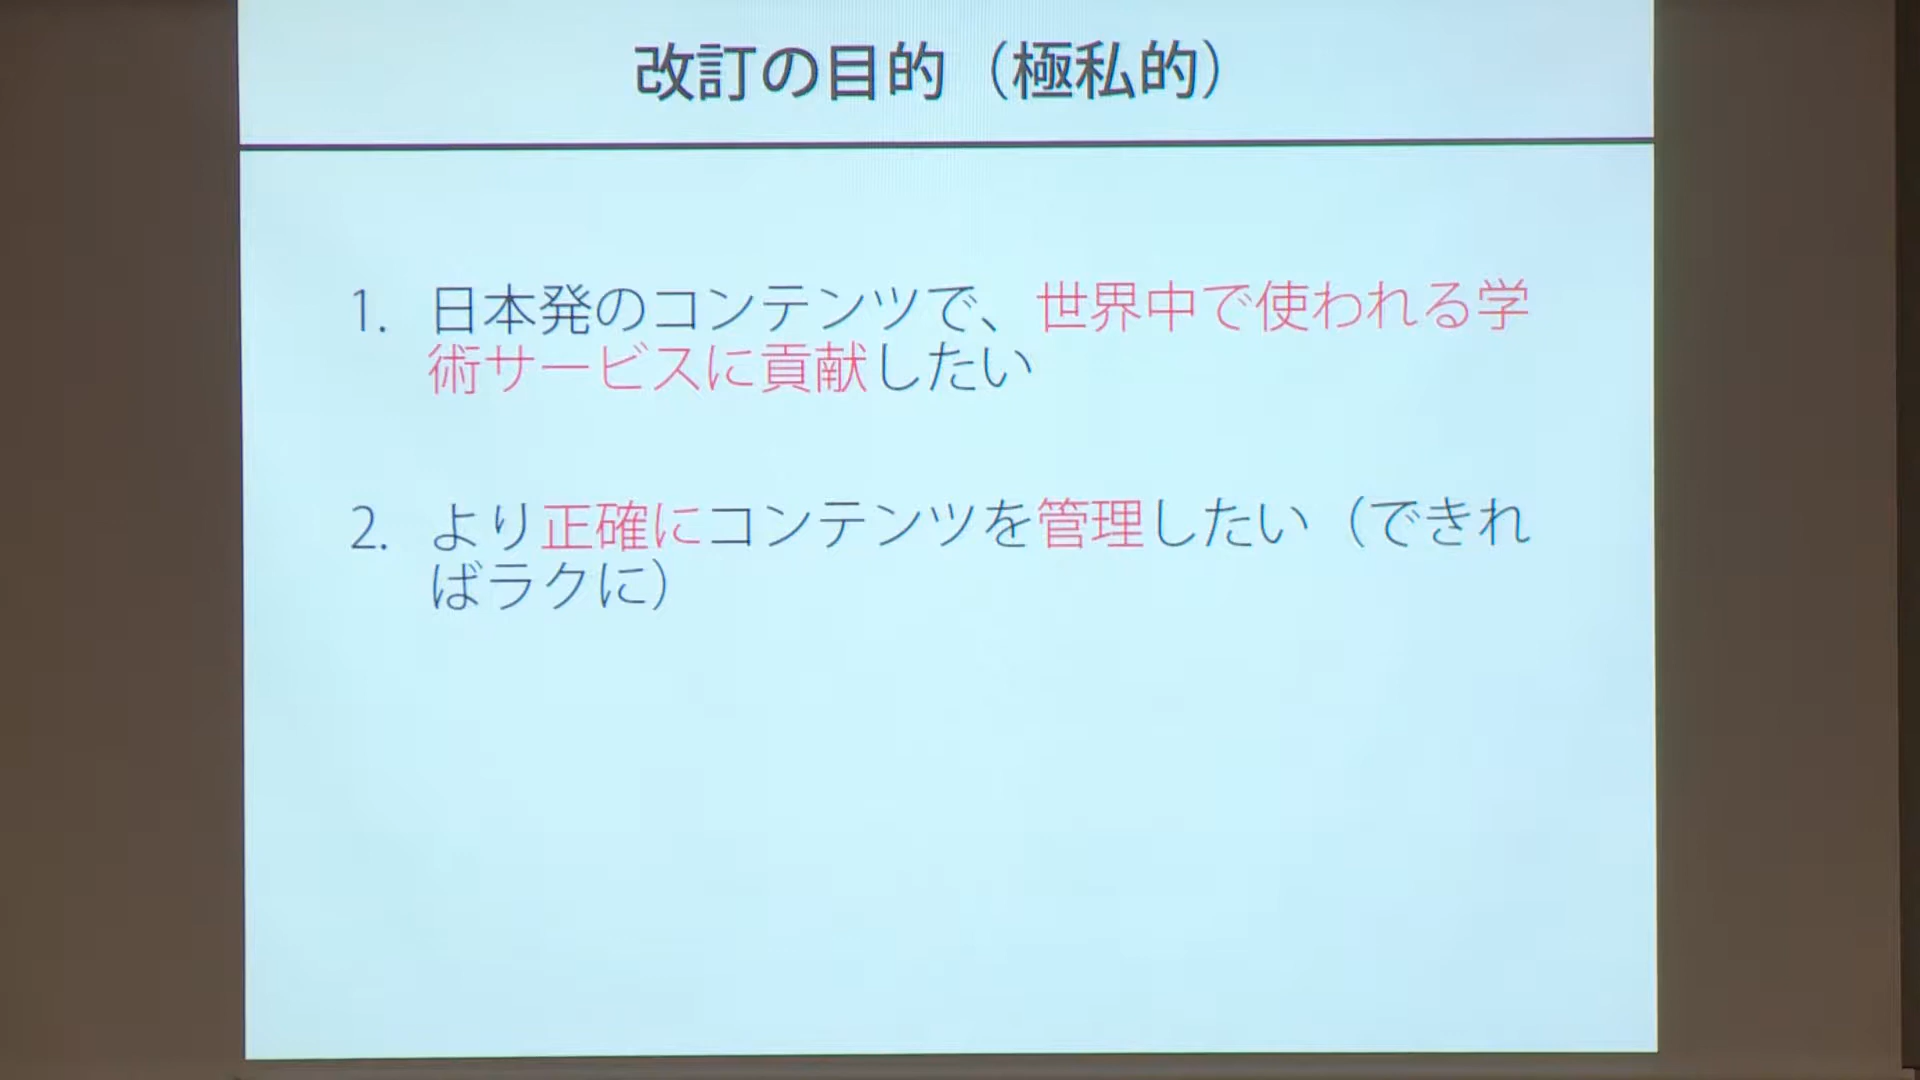 改訂の目的（極私的）
1. 日本発のコンテンツで、世界中で使われる学
術サービスに貢献したい
2. より正確にコンテンツを管理したい（できれ
ばラクに）